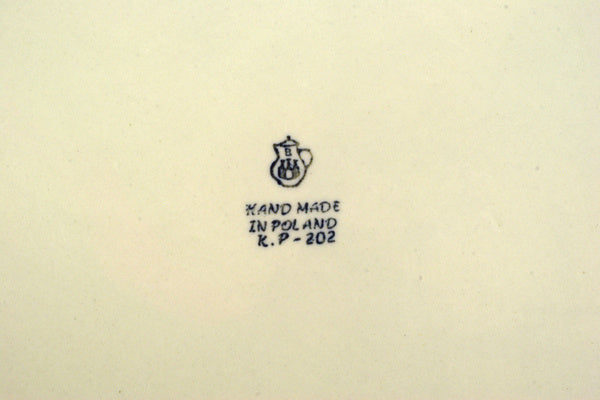 B
HAND MADE
IN POLAND
K.P-202